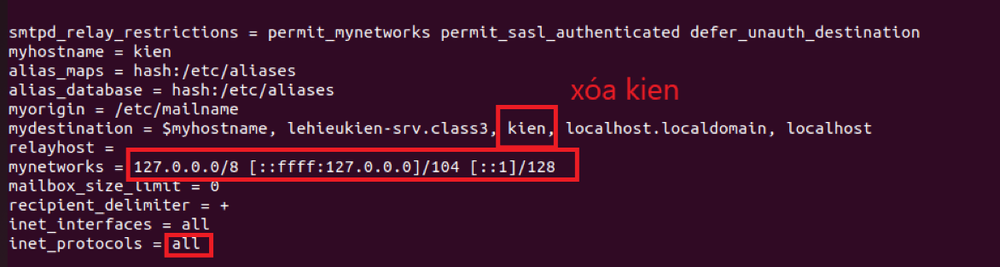 smtpd_relay_restrictions = permit_mynetworks permit_sasl_authenticated defer_unauth_destination
myhostname = kien
alias_maps = hash:/etc/aliases
alias_database = hash:/etc/aliases
xóa kien
myorigin = /etc/mailname
mydestination = $myhostname, lehieukien-srv.class3, kien, localhost.localdomain, localhost
relayhost =
mynetworks = 127.0.0.0/8 [::ffff:127.0.0.0]/104 [::1]/128
mailbox_size_limit = 0
recipient_delimiter = +
inet_interfaces = all
inet_protocols = all